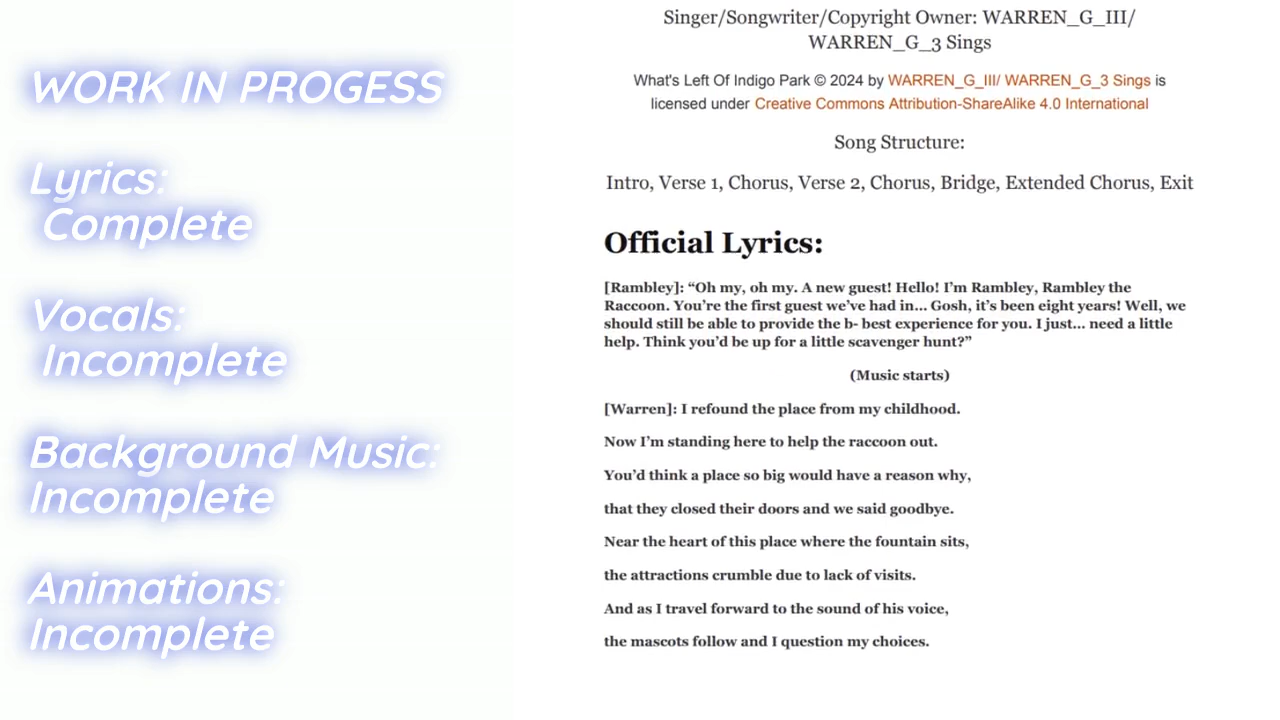 WORK IN PROGESS
Lyrics:
Complete
Vocals:
Incomplete
Background Music:
Incomplete
Animations:
Incomplete
Singer/Songwriter/Copyright Owner: WARREN_G_III/
WARREN_G_3 Sings
What's Left Of Indigo Park © 2024 by WARREN_G_III/ WARREN_G_3 Sings is
licensed under Creative Commons Attribution-ShareAlike 4.0 International
Song Structure:
Intro, Verse 1, Chorus, Verse 2, Chorus, Bridge, Extended Chorus, Exit
Official Lyrics:
[Rambley]: “Oh my, oh my. A new guest! Hello! I’m Rambley, Rambley the
Raccoon. You’re the first guest we’ve had in... Gosh, it’s been eight years! Well, we
should still be able to provide the b- best experience for you. I just... need a little
help. Think you’d be up for a little scavenger hunt?”
(Music starts)
[Warren]: I refound the place from my childhood.
Now I’m standing here to help the raccoon out.
You’d think a place so big would have a reason why,
that they closed their doors and we said goodbye.
Near the heart of this place where the fountain sits,
the attractions crumble due to lack of visits.
And as I travel forward to the sound of his voice,
the mascots follow and I question my choices.